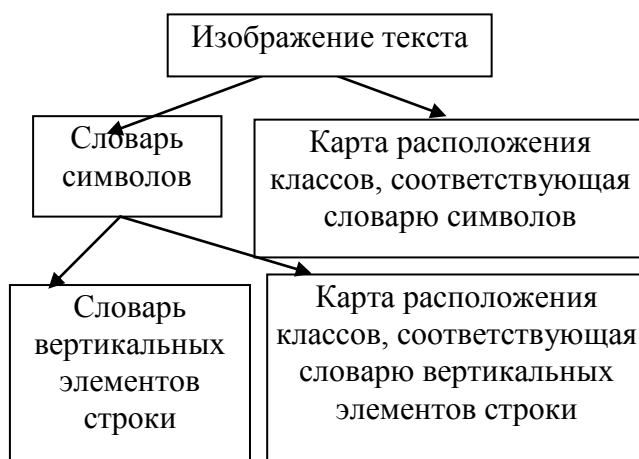 Изображение текста
Словарь
символов
Карта расположения
классов, соответствующая
словарю символов
Словарь
вертикальных
элементов
строки
Карта расположения
классов, соответствующая
словарю вертикальных
элементов строки